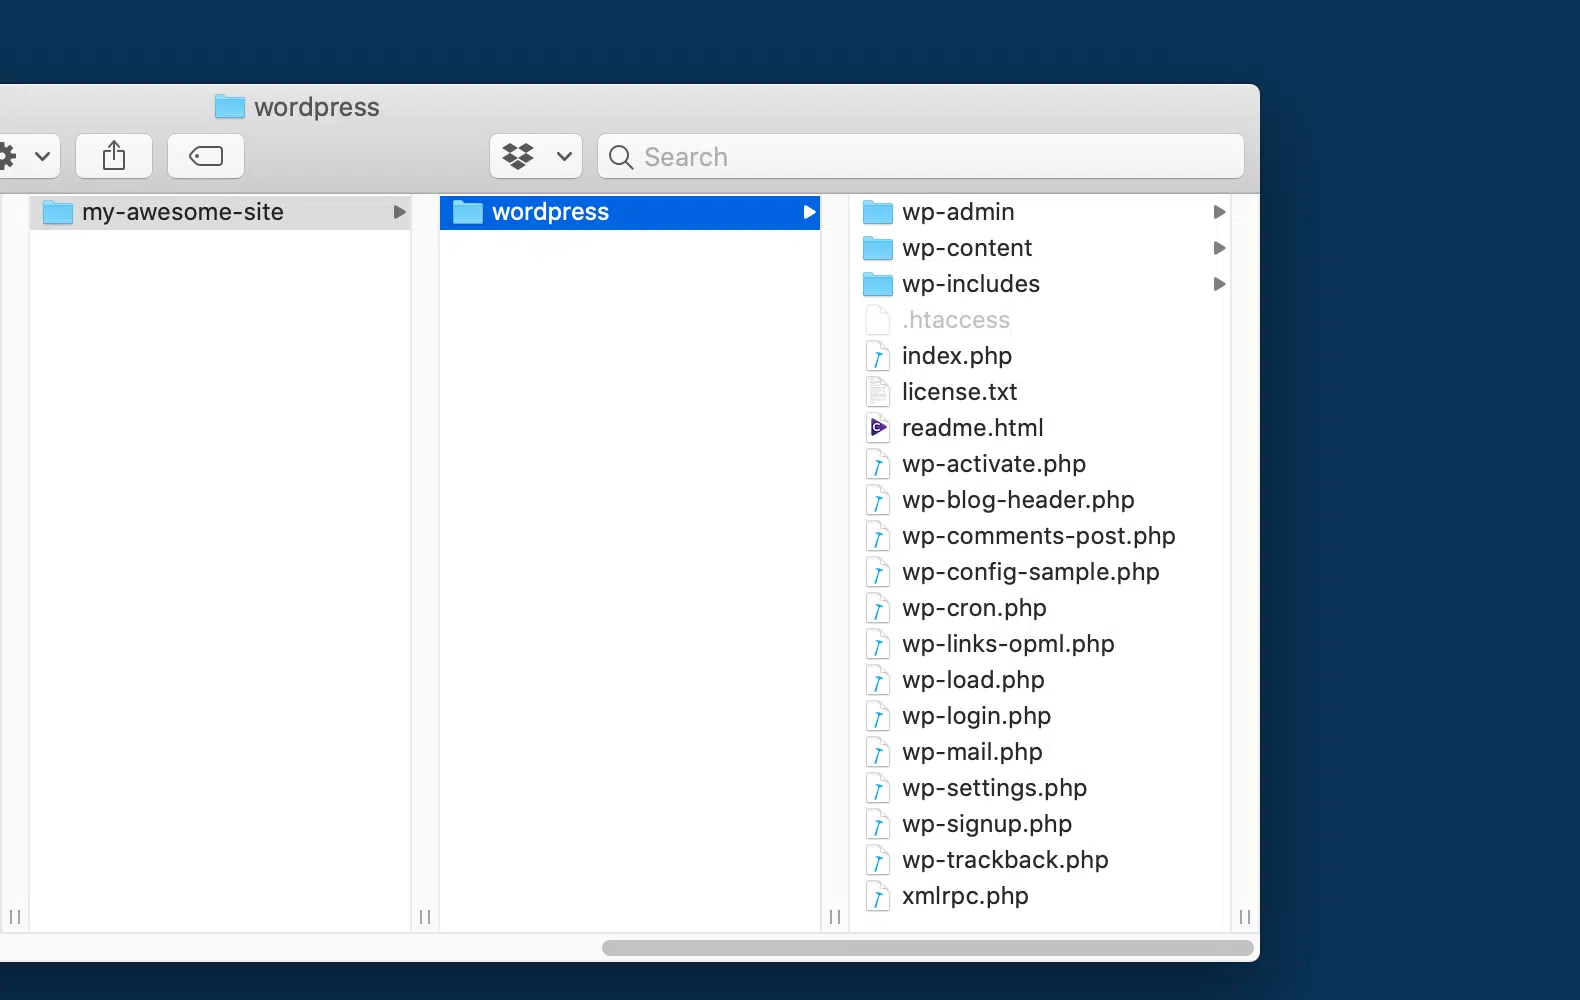 wordpress
Search
my-awesome-site
wordpress
wp-admin
wp-content
wp-includes
.htaccess
index.php
license.txt
readme.html
wp-activate.php
wp-blog-header.php
wp-comments-post.php
wp-config-sample.php
wp-cron.php
wp-links-opml.php
wp-load.php
wp-login.php
wp-mail.php
wp-settings.php
wp-signup.php
wp-trackback.php
xmlrpc.php